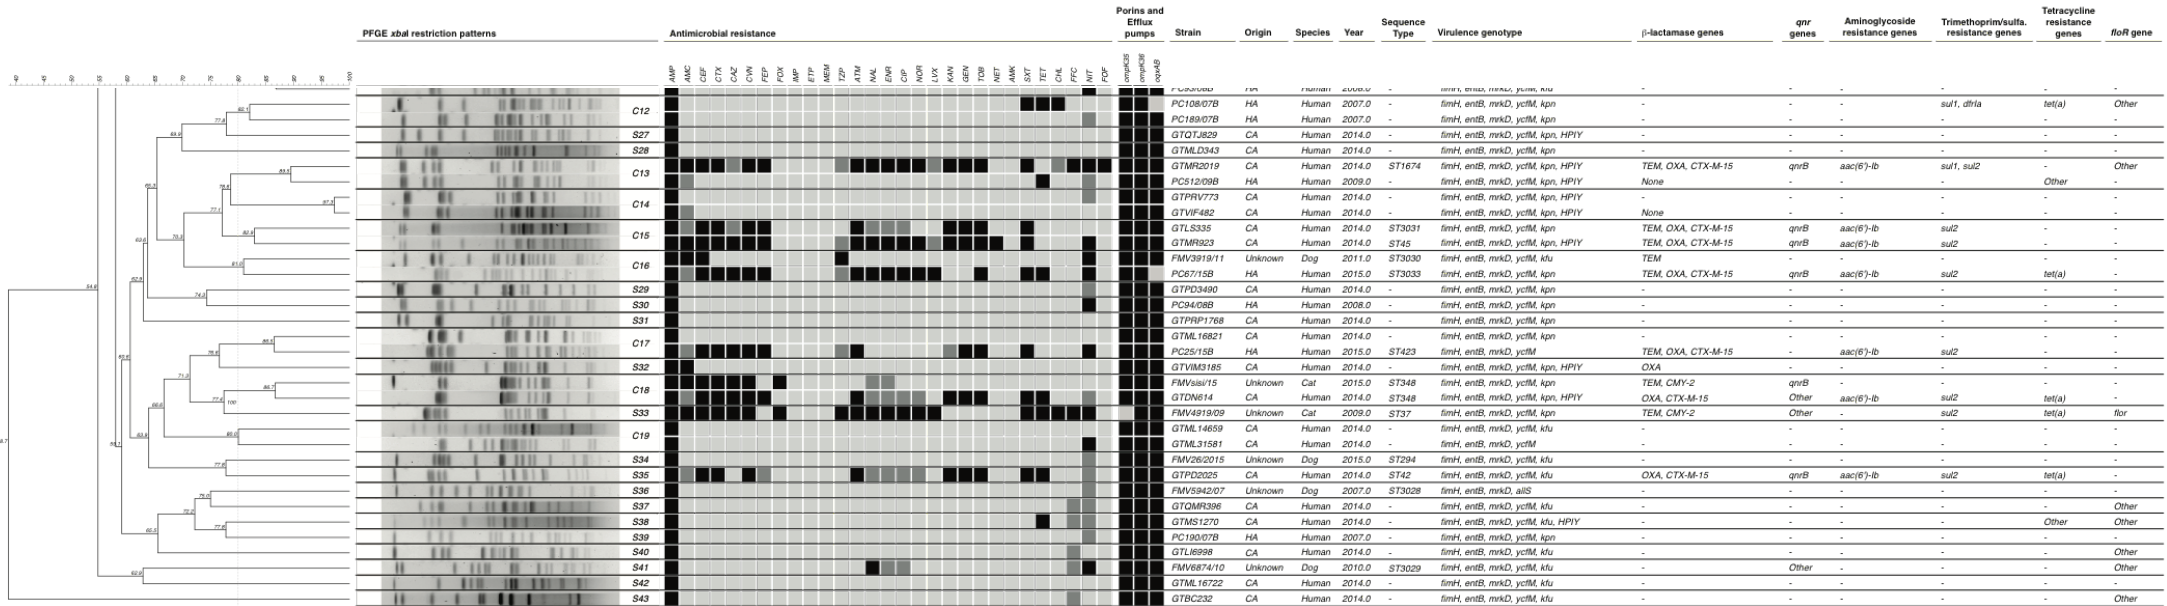 Porins and
Efflux
pumps
Tetracycline
resistance
genes
Sequence
Type
qnr
genes
Aminoglycoside
resistance genes
Trimethoprim/sulfa.
resistance genes
PFGE xbaI restriction patterns
Antimicrobial resistance
Strain Origin Species Year Virulence genotype β-lactamase genes floR gene
AMP AMC CEF CTX CAZ CVN FEP FOX IMP ETP MEM TZP ATM NAL ENR CIP NOR LVX KAN GEN TOB NET AMK SXT TET CHL FFC NIT FOF ompK35 ompK36 oqxAB
C12 PC108/07B HA Human 2007.0 - fimH, entB, mrkD, ycfM, kpn - - - sul1, dfrIa tet(a) Other
PC189/07B HA Human 2007.0 - fimH, entB, mrkD, ycfM, kpn - - - - - -
S27 GTQTJ829 CA Human 2014.0 - fimH, entB, mrkD, ycfM, kpn, HPIY - - - - - -
S28 GTMLD343 CA Human 2014.0 - fimH, entB, mrkD, ycfM, kpn - - - - - -
C13 GTMR2019 CA Human 2014.0 ST1674 fimH, entB, mrkD, ycfM, kpn, HPIY TEM, OXA, CTX-M-15 qnrB aac(6')-Ib sul1, sul2 - Other
PC512/09B HA Human 2009.0 - fimH, entB, mrkD, ycfM, kpn, HPIY None - - - Other -
C14 GTPRV773 CA Human 2014.0 - fimH, entB, mrkD, ycfM, kpn, HPIY - - - - - -
GTVIF482 CA Human 2014.0 - fimH, entB, mrkD, ycfM, kpn, HPIY None - - - - -
C15 GTLS335 CA Human 2014.0 ST3031 fimH, entB, mrkD, ycfM, kpn TEM, OXA, CTX-M-15 qnrB aac(6')-Ib sul2 - -
GTMR923 CA Human 2014.0 ST45 fimH, entB, mrkD, ycfM, kpn, HPIY TEM, OXA, CTX-M-15 qnrB aac(6')-Ib sul2 - -
C16 FMV3919/11 Unknown Dog 2011.0 ST3030 fimH, entB, mrkD, ycfM, kfu TEM - - - - -
PC67/15B HA Human 2015.0 ST3033 fimH, entB, mrkD, ycfM, kpn TEM, OXA, CTX-M-15 qnrB aac(6')-Ib sul2 tet(a) -
S29 GTPD3490 CA Human 2014.0 - fimH, entB, mrkD, ycfM, kpn - - - - - -
S30 PC94/08B HA Human 2008.0 - fimH, entB, mrkD, ycfM, kpn - - - - - -
S31 GTPRP1768 CA Human 2014.0 - fimH, entB, mrkD, ycfM, kpn - - - - - -
C17 GTML16821 CA Human 2014.0 - fimH, entB, mrkD, ycfM, kpn - - - - - -
PC25/15B HA Human 2015.0 ST423 fimH, entB, mrkD, ycfM TEM, OXA, CTX-M-15 - aac(6')-Ib sul2 - -
S32 GTVIM3185 CA Human 2014.0 - fimH, entB, mrkD, ycfM, kpn, HPIY OXA - - - - -
C18 FMVsisi/15 Unknown Cat 2015.0 ST348 fimH, entB, mrkD, ycfM, kpn TEM, CMY-2 qnrB - - - -
GTDN614 CA Human 2014.0 ST348 fimH, entB, mrkD, ycfM, kpn, HPIY OXA, CTX-M-15 Other aac(6')-Ib sul2 tet(a) -
S33 FMV4919/09 Unknown Cat 2009.0 ST37 fimH, entB, mrkD, ycfM, kpn TEM, CMY-2 Other - sul2 tet(a) flor
C19 GTML14659 CA Human 2014.0 - fimH, entB, mrkD, ycfM, kfu - - - - - -
GTML31581 CA Human 2014.0 - fimH, entB, mrkD, ycfM - - - - - -
S34 FMV26/2015 Unknown Dog 2015.0 ST294 fimH, entB, mrkD, ycfM, kfu - - - - - -
S35 GTPD2025 CA Human 2014.0 ST42 fimH, entB, mrkD, ycfM, kfu OXA, CTX-M-15 qnrB aac(6')-Ib sul2 tet(a) -
S36 FMV5942/07 Unknown Dog 2007.0 ST3028 fimH, entB, mrkD, allS - - - - - -
S37 GTQMR396 CA Human 2014.0 - fimH, entB, mrkD, ycfM, kfu - - - - - Other
S38 GTMS1270 CA Human 2014.0 - fimH, entB, mrkD, ycfM, kfu, HPIY - - - - Other Other
S39 PC190/07B HA Human 2007.0 - fimH, entB, mrkD, ycfM, kpn - - - - - -
S40 GTLI6998 CA Human 2014.0 - fimH, entB, mrkD, ycfM, kfu - - - - - Other
S41 FMV6874/10 Unknown Dog 2010.0 ST3029 fimH, entB, mrkD, ycfM, kfu - Other - - - Other
S42 GTML16722 CA Human 2014.0 - fimH, entB, mrkD, ycfM, kfu - - - - - -
S43 GTBC232 CA Human 2014.0 - fimH, entB, mrkD, ycfM, kfu - - - - - Other